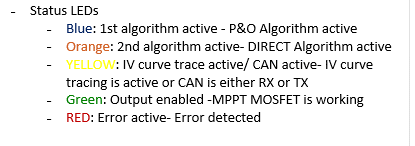 - Status LEDs
- Blue: 1st algorithm active - P&O Algorithm active
- Orange: 2nd algorithm active- DIRECT Algorithm active
- YELLOW: IV curve trace active/ CAN active- IV curve
tracing is active or CAN is either RX or TX
- Green: Output enabled -MPPT MOSFET is working
- RED: Error active- Error detected